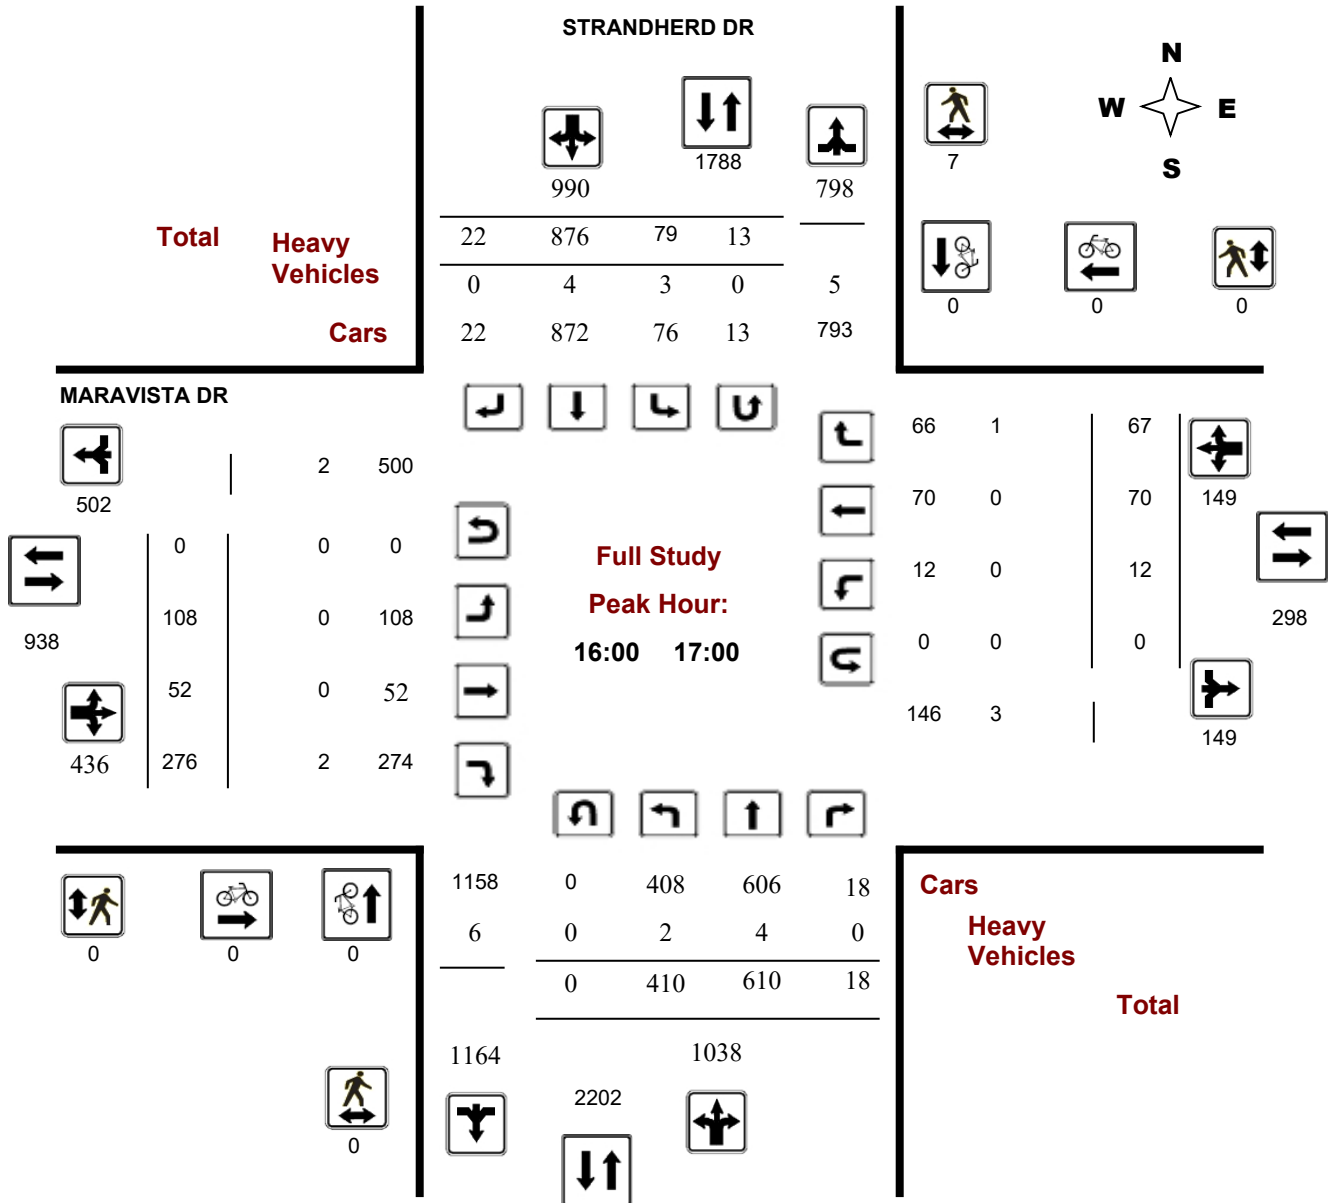 STRANDHERD DR
N
W E
S
990 1788 798 7
Total Heavy Vehicles
22 876 79 13
0 4 3 0 5
0 0 0
Cars 22 872 76 13 793
MARAVISTA DR
66 1 67
2 500
502
70 0 70 149
0 0 0
Full Study
12 0 12
Peak Hour:
108 0 108
298
938
16:00 17:00
0 0 0
52 0 52
146 3
149
436 276 2 274
1158 0 408 606 18 Cars
6 0 2 4 0 Heavy Vehicles
0 0 0
0 410 610 18
Total
1164 1038
2202
0